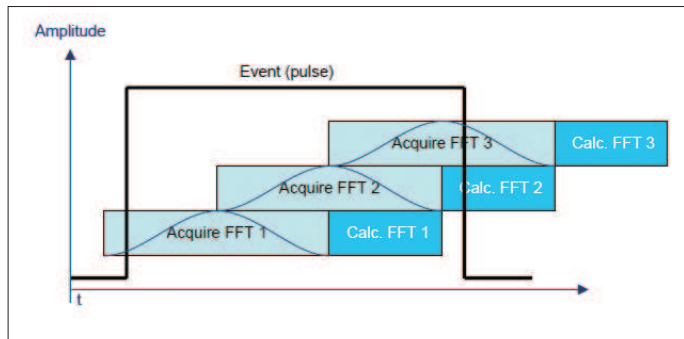 Amplitude
Event (pulse)
Acquire FFT 3
Calc. FFT 3
Acquire FFT 2
Calc. FFT 2
Acquire FFT 1
Calc. FFT 1
t